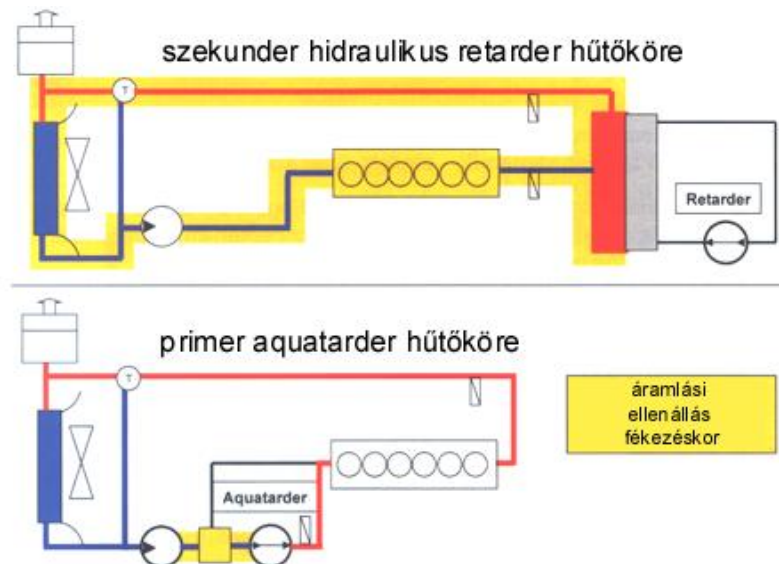 szekunder hidraulikus retarder hűtőköre
T
Retarder
primer aquatarder hűtőköre
T
áramlási
ellenállás
fékezéskor
Aquatarder